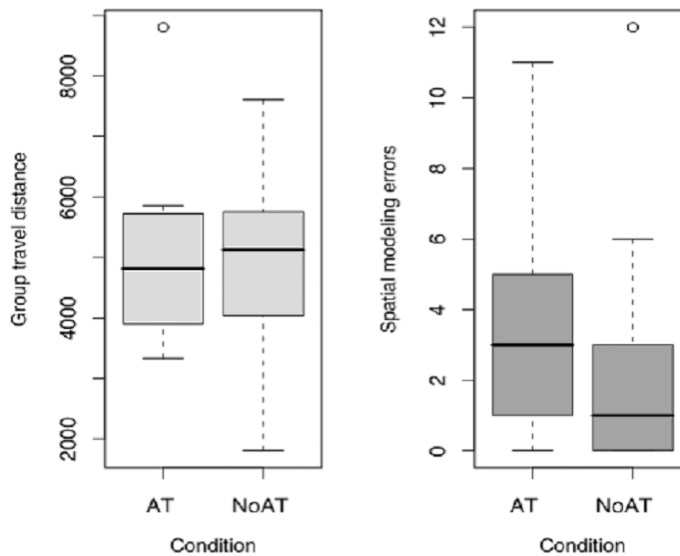 Group travel distance
8000
6000
4000
2000
AT NoAT
Condition
Spatial modeling errors
12
10
8
6
4
2
0
AT NoAT
Condition